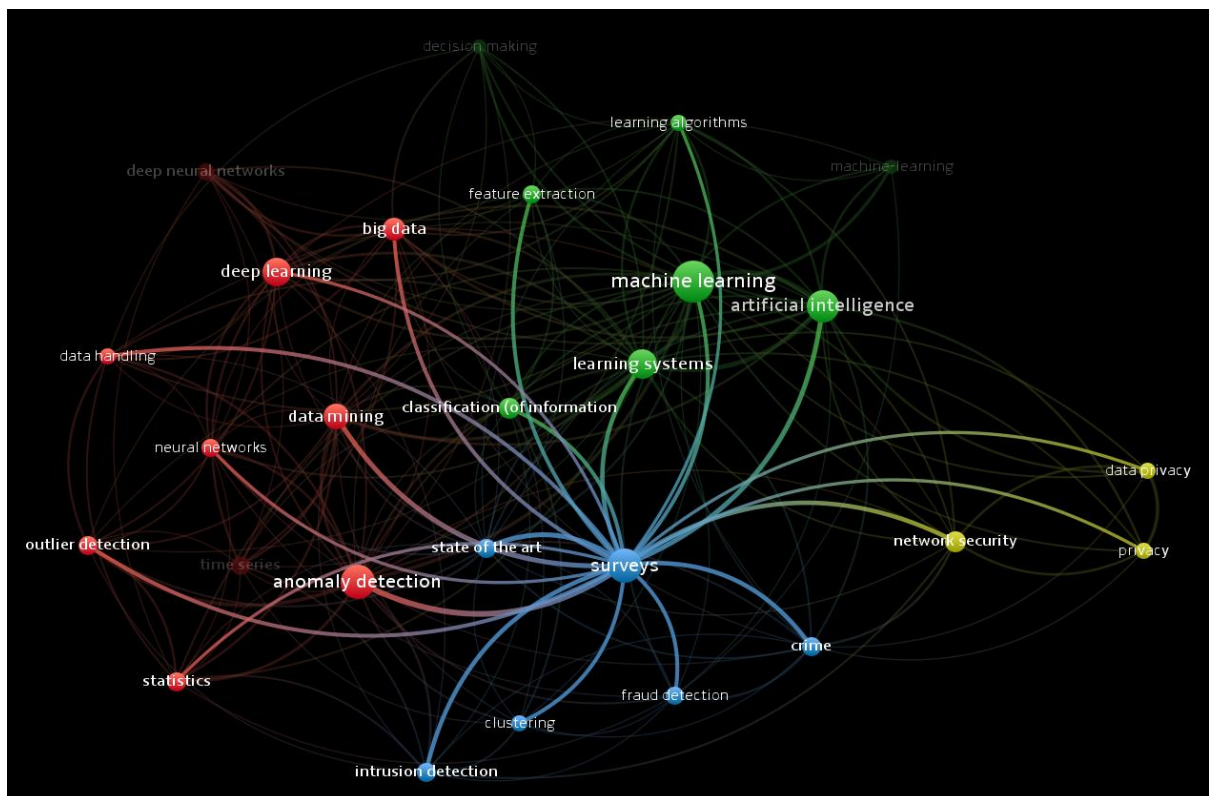 decision making
learning algorithms
machine-learning
deep neural networks
feature extraction
big data
deep learning
machine learning
artificial intelligence
data handling
learning systems
classification (of information
data mining
neural networks
data privacy
outlier detection
state of the art
network security
privacy
time series
surveys
anomaly detection
crime
statistics
fraud detection
clustering
intrusion detection